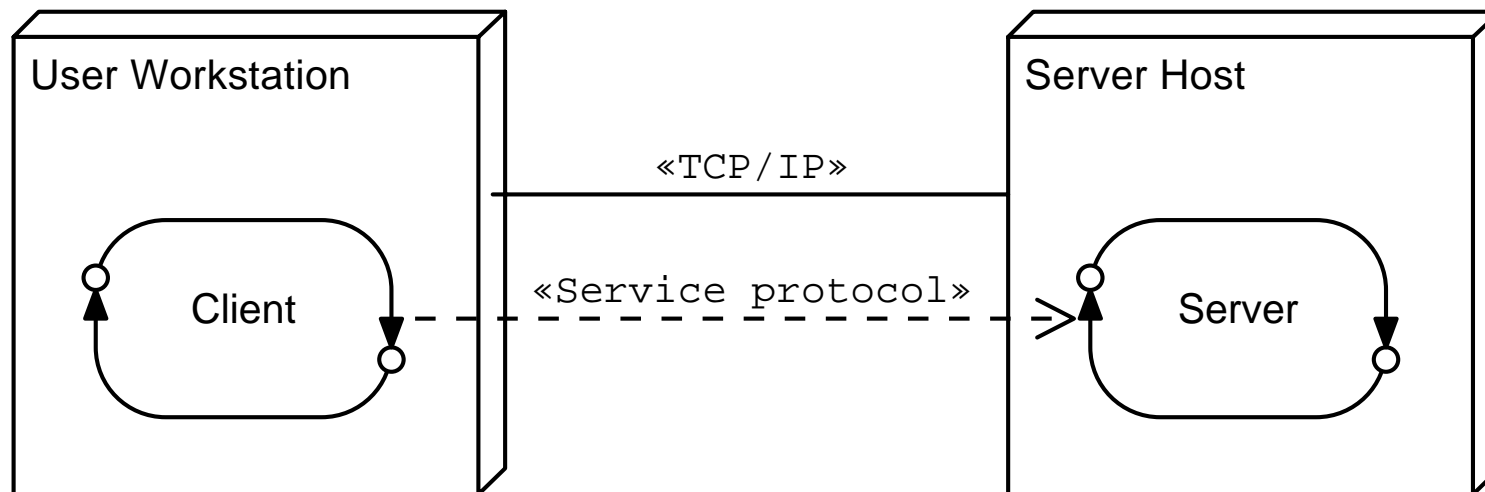 User Workstation
Server Host
«TCP/IP»
«Service protocol»
Client
Server